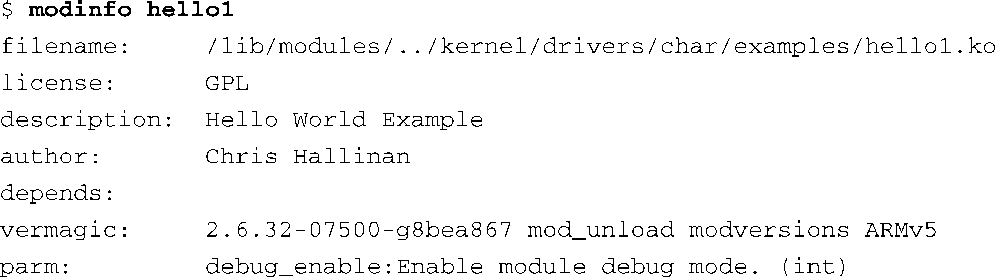 $ modinfo hello1
filename:      /lib/modules/../kernel/drivers/char/examples/hello1.ko
license:       GPL
description:   Hello World Example
author:        Chris Hallinan
depends:
vermagic:      2.6.32-07500-g8bea867 mod_unload modversions ARMv5
parm:          debug_enable:Enable module debug mode. (int)